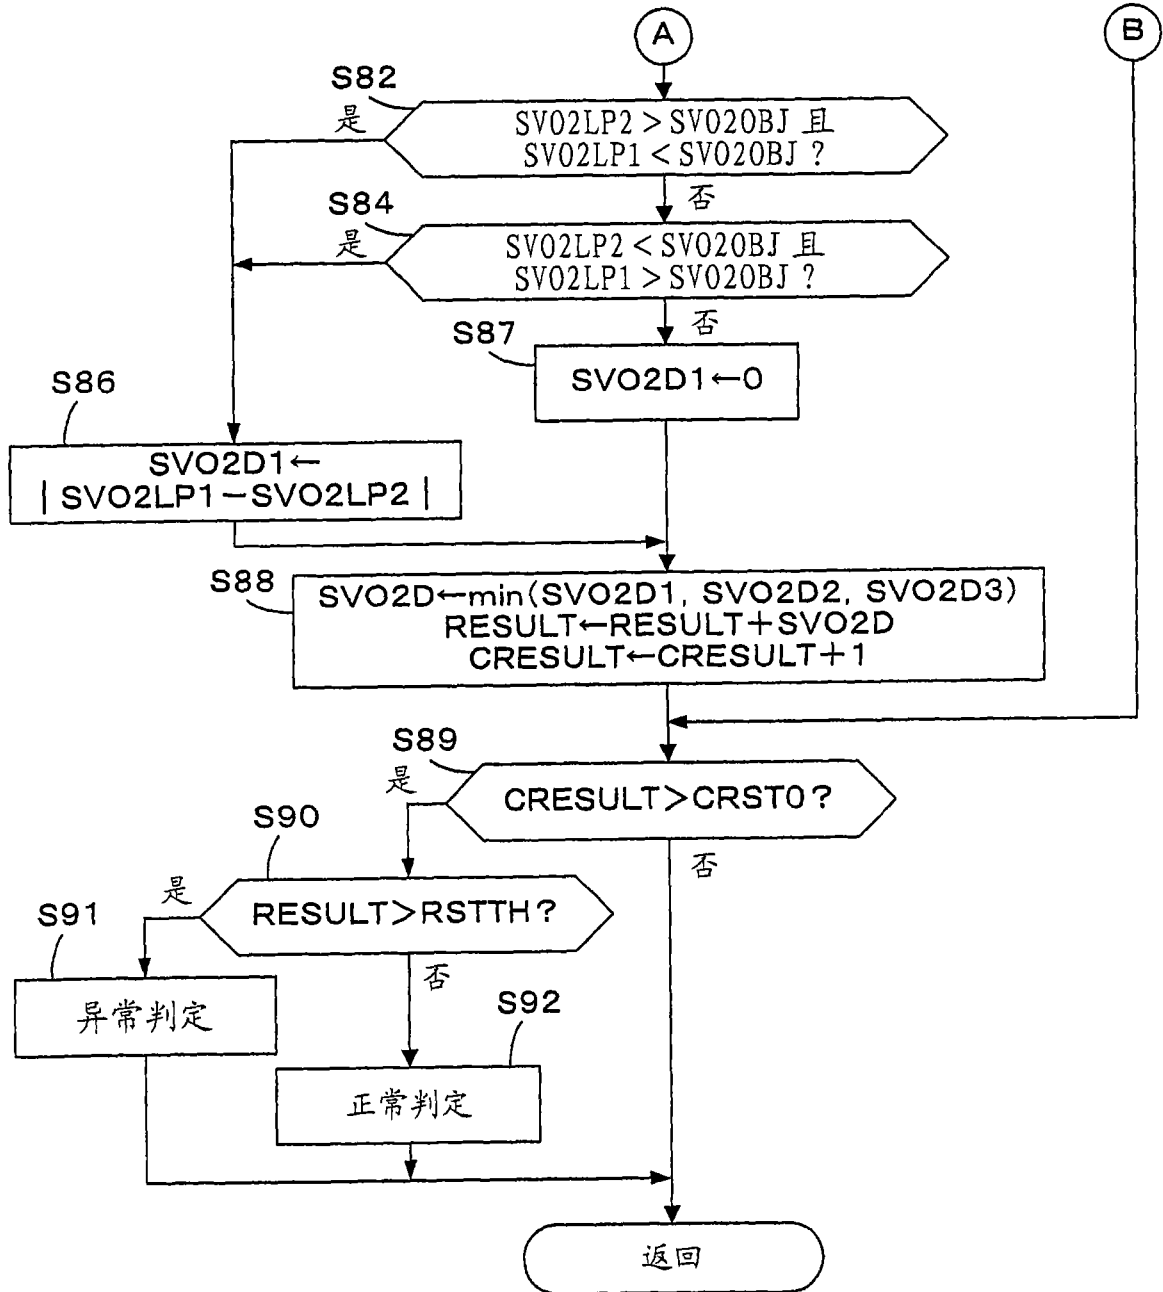 A
B
S82
是
SVO2LP2>SVO2OBJ 且
SVO2LP1<SVO2OBJ ?
否
S84
是
SVO2LP2<SVO2OBJ 且
SVO2LP1>SVO2OBJ ?
否
S87
SVO2D1←0
S86
SVO2D1←
|SVO2LP1-SVO2LP2|
S88
SVO2D←min(SVO2D1, SVO2D2, SVO2D3)
RESULT←RESULT+SVO2D
CRESULT←CRESULT+1
S89
是
CRESULT>CRST0?
否
S90
是
RESULT>RSTTH?
否
S91
异常判定
S92
正常判定
返回